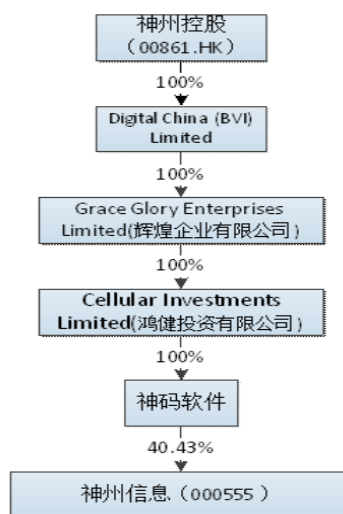 神州控股
（00861.HK）
100%
Digital China (BVI)
Limited
100%
Grace Glory Enterprises
Limited(辉煌企业有限公司)
100%
Cellular Investments
Limited(鸿健投资有限公司)
100%
神码软件
40.43%
神州信息（000555）